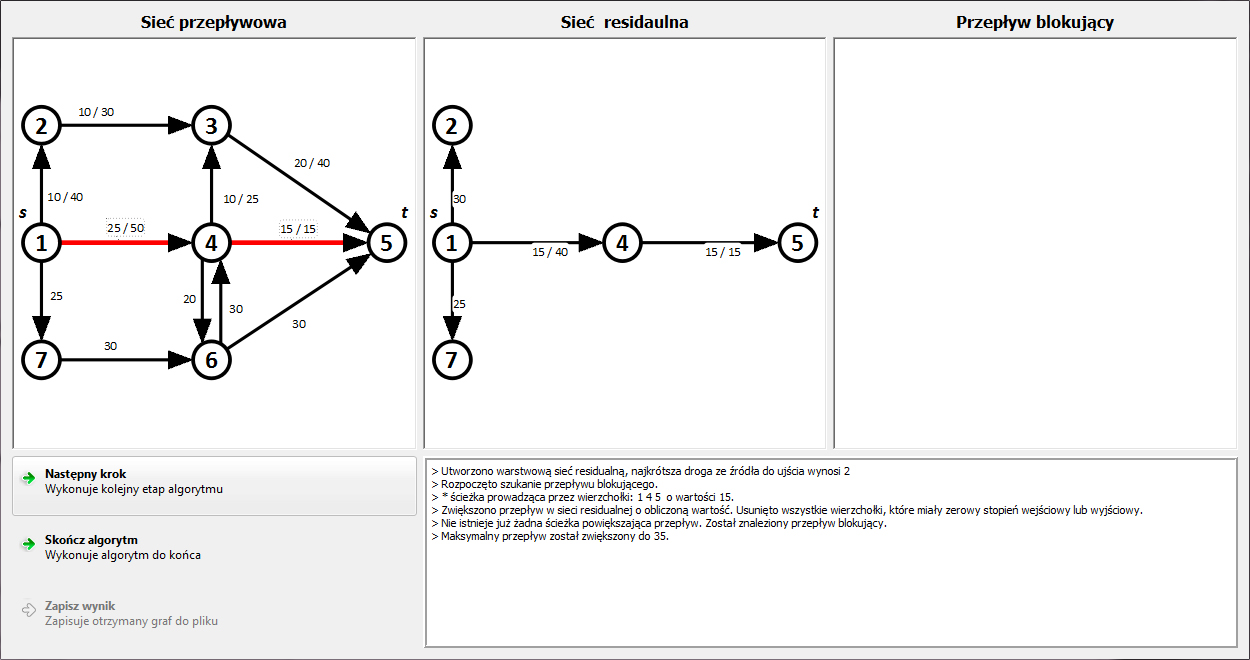 Sieć przepływowa
Sieć residaulna
Przepływ blokujący
10 / 30
2
3
20 / 40
10 / 40
10 / 25
s
t
25 / 50
15 / 15
1
4
5
25
20
30
30
30
7
6
2
30
s
t
1
4
5
15 / 40
15 / 15
25
7
Następny krok
Wykonuje kolejny etap algorytmu
Skończ algorytm
Wykonuje algorytm do końca
Zapisz wynik
Zapisuje otrzymany graf do pliku
> Utworzono warstwową sieć residualną, najkrótsza droga ze źródła do ujścia wynosi 2
> Rozpoczęto szukanie przepływu blokującego.
> * ścieżka prowadząca przez wierzchołki: 1 4 5 o wartości 15.
> Zwiększono przepływ w sieci residualnej o obliczoną wartość. Usunięto wszystkie wierzchołki, które miały zerowy stopień wejściowy lub wyjściowy.
> Nie istnieje już żadna ścieżka powiększająca przepływ. Został znaleziony przepływ blokujący.
> Maksymalny przepływ został zwiększony do 35.